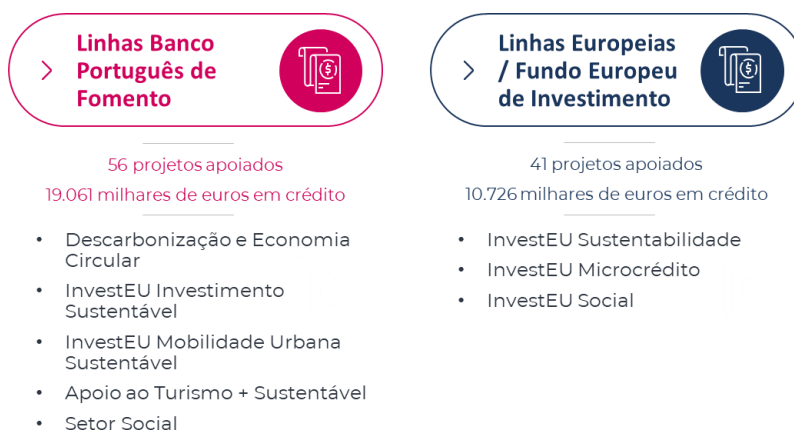 Linhas Banco
Português de
Fomento
56 projetos apoiados
19.061 milhares de euros em crédito
• Descarbonização e Economia
Circular
• InvestEU Investimento
Sustentável
• InvestEU Mobilidade Urbana
Sustentável
• Apoio ao Turismo + Sustentável
• Setor Social
Linhas Europeias
/ Fundo Europeu
de Investimento
41 projetos apoiados
10.726 milhares de euros em crédito
• InvestEU Sustentabilidade
• InvestEU Microcrédito
• InvestEU Social